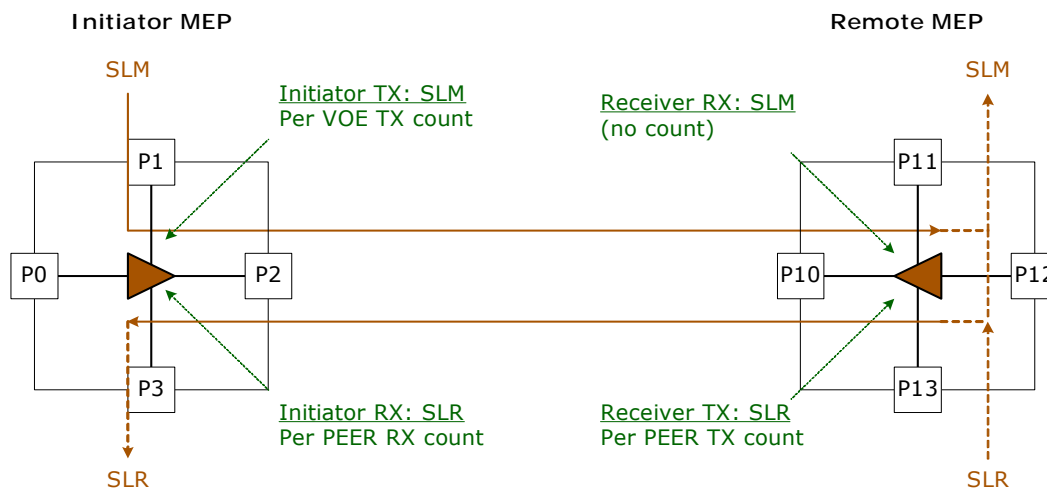 Initiator MEP
Remote MEP
SLM
SLM
Initiator TX: SLM
Per VOE TX count
Receiver RX: SLM
(no count)
P1
P11
P0
P2
P10
P12
P3
P13
Initiator RX: SLR
Per PEER RX count
Receiver TX: SLR
Per PEER TX count
SLR
SLR